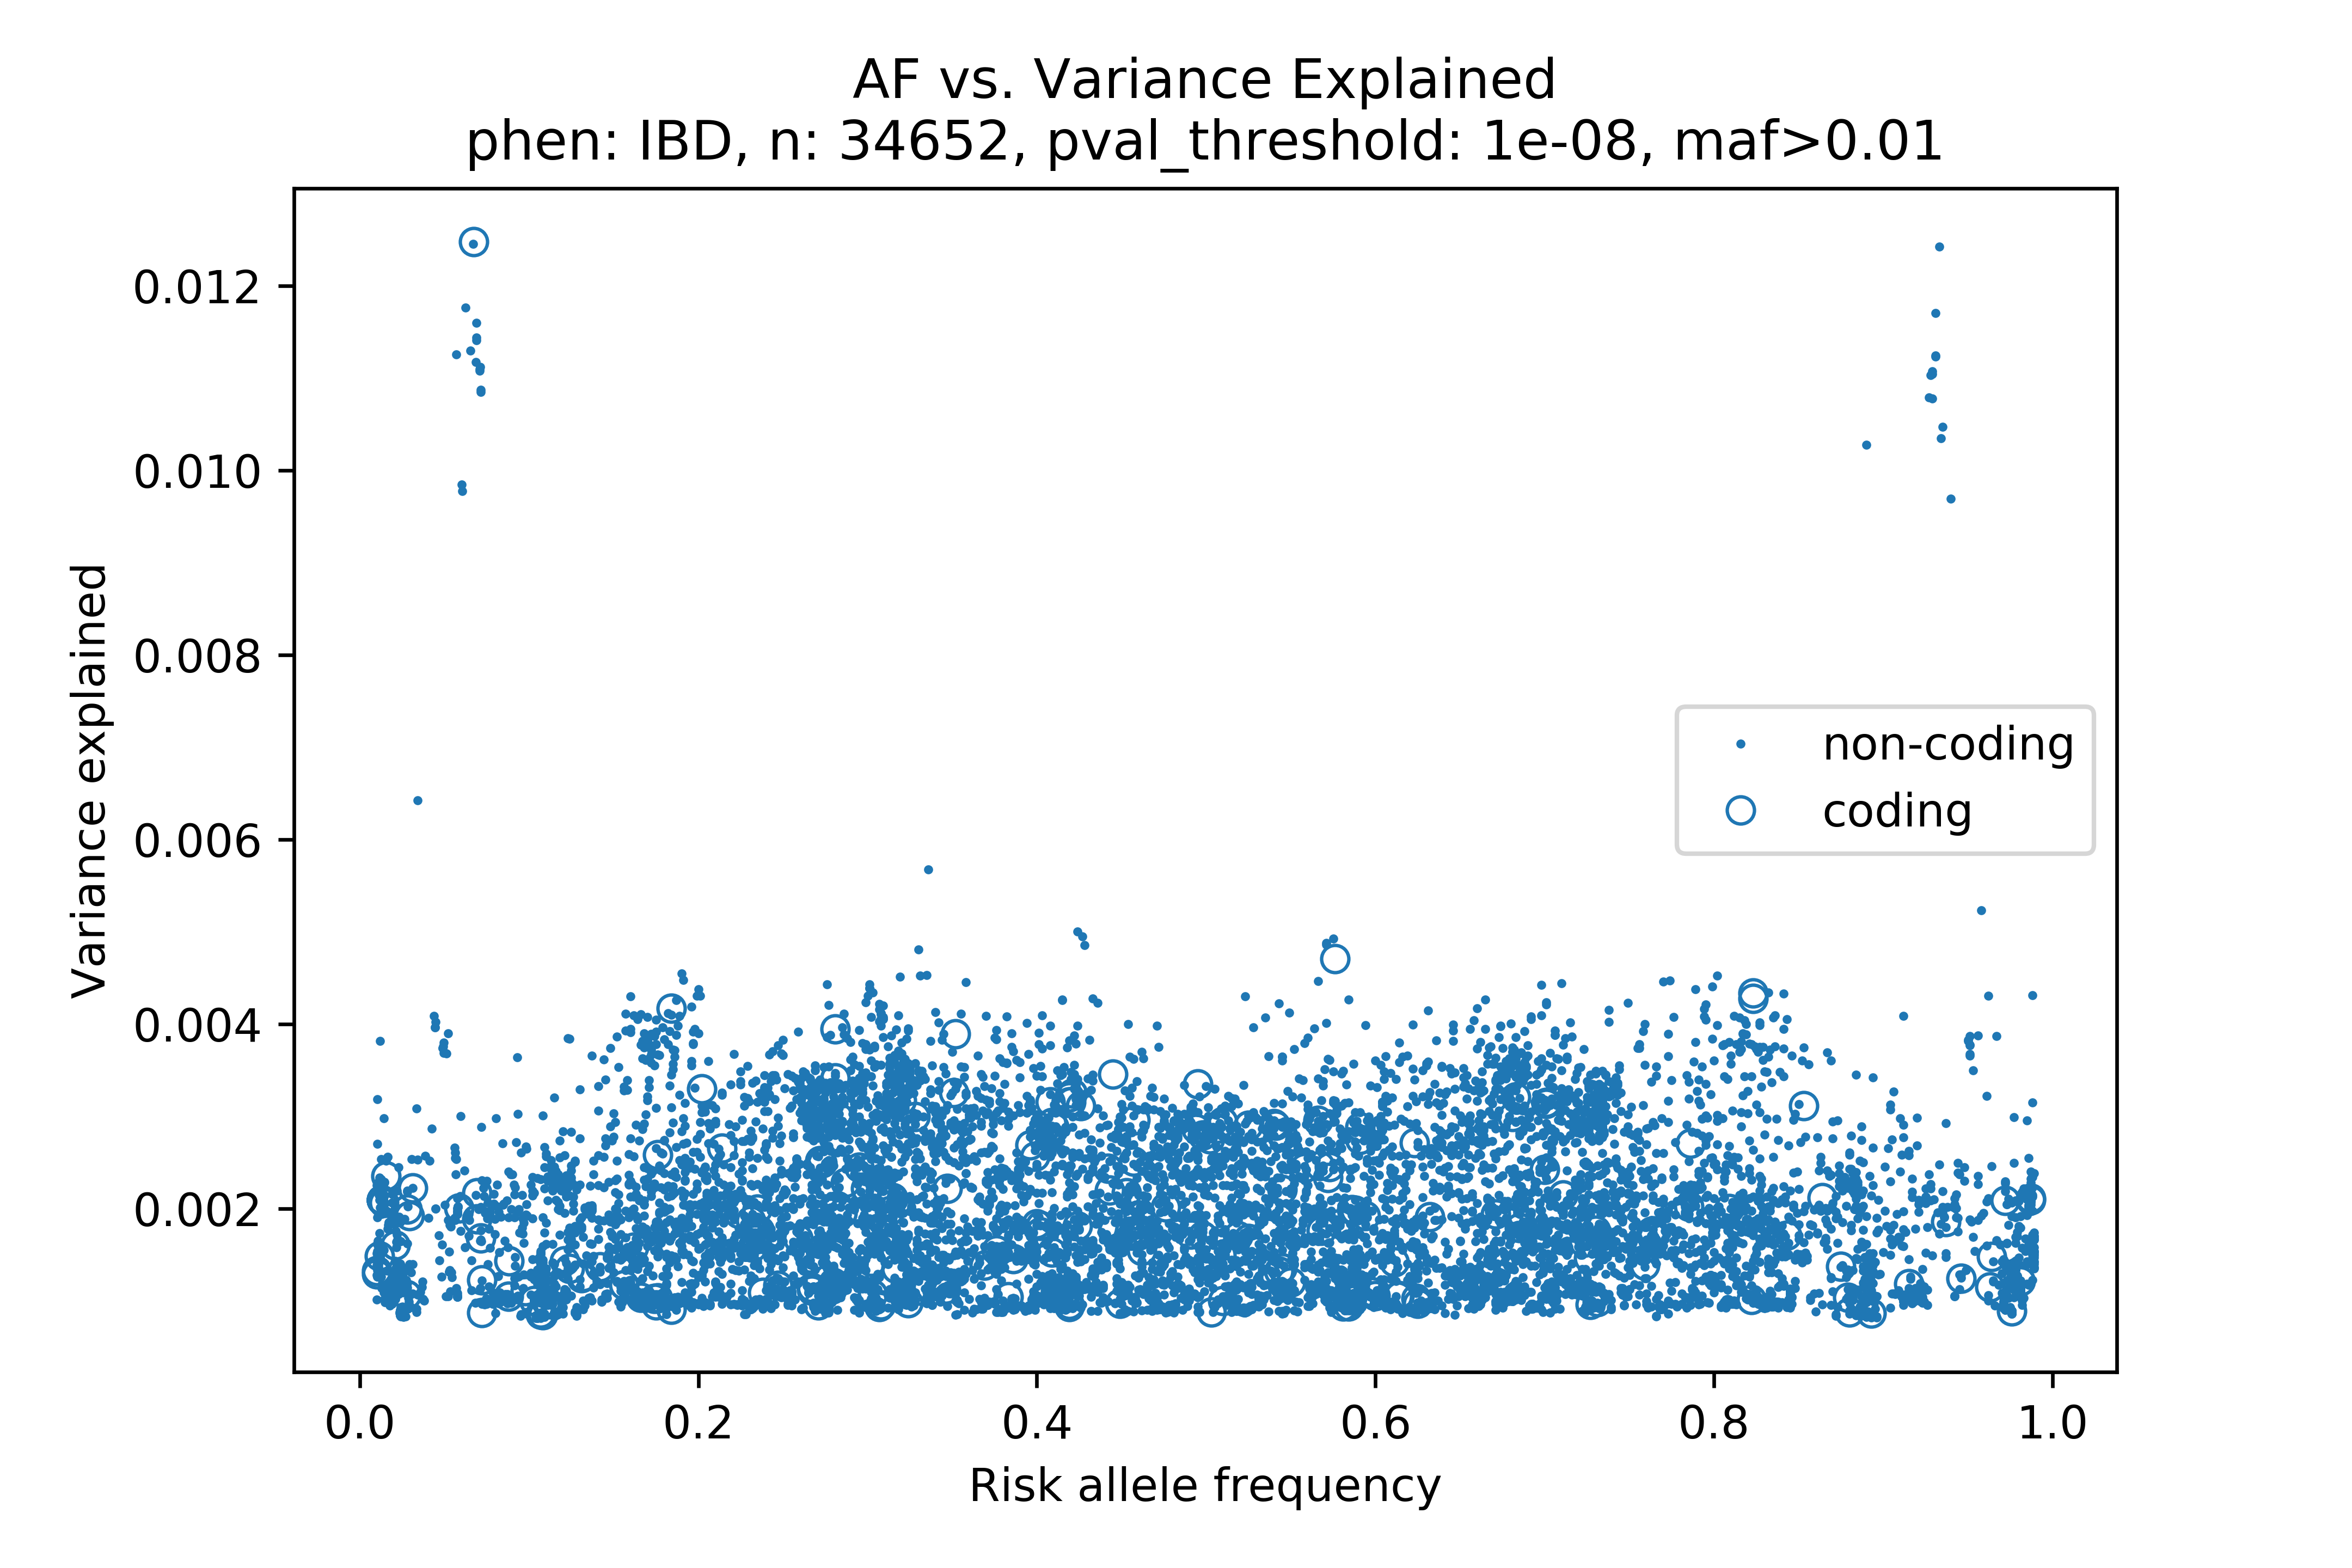 AF vs. Variance Explained
phen: IBD, n: 34652, pval_threshold: 1e-08, maf>0.01
Variance explained
0.012
0.010
0.008
0.006
0.004
0.002
non-coding
coding
0.0 0.2 0.4 0.6 0.8 1.0
Risk allele frequency